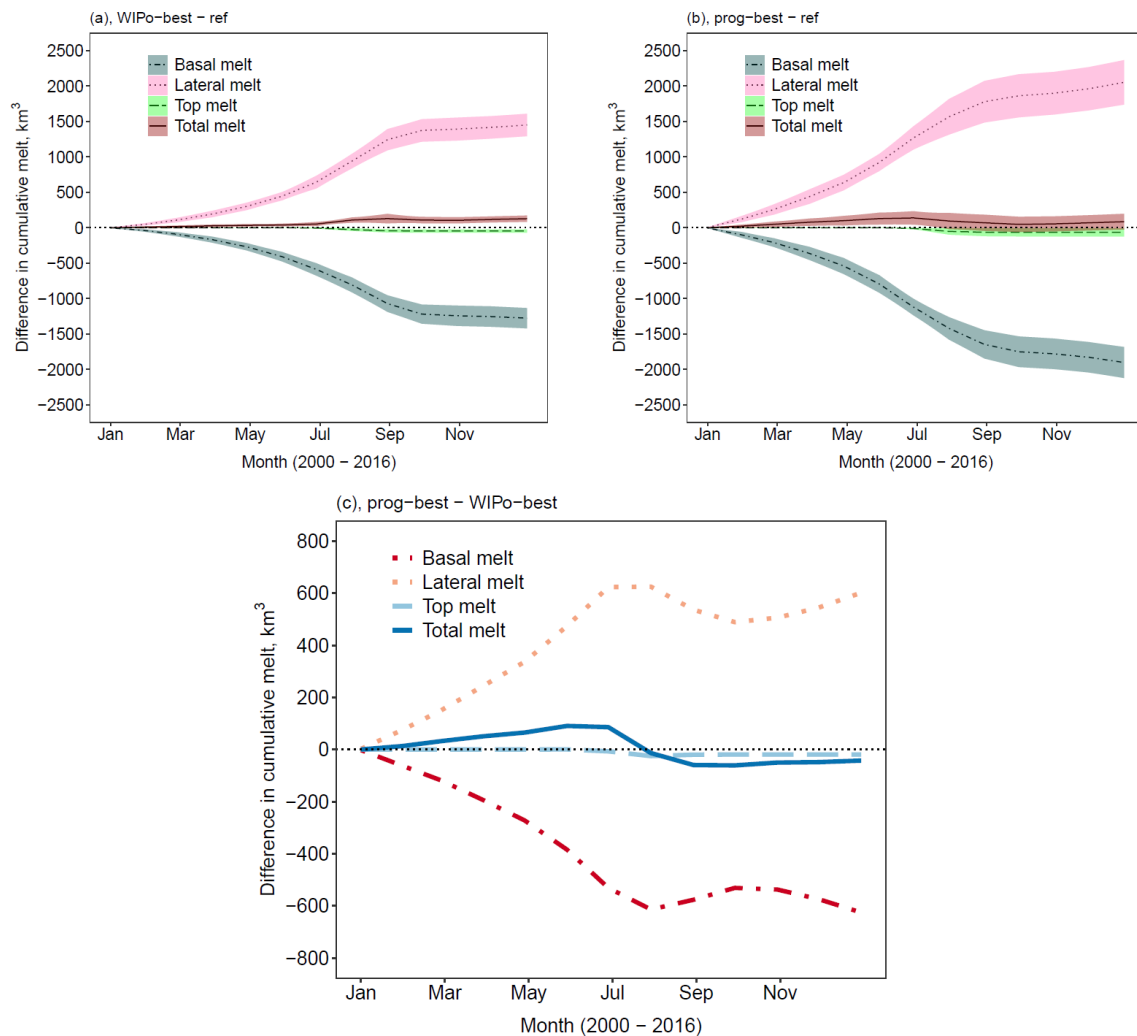 (a), WIPo−best − ref
2500
2000
1500
1000
500
0
−500
−1000
−1500
−2000
−2500
Difference in cumulative melt, km³
Basal melt
Lateral melt
Top melt
Total melt
Jan Mar May Jul Sep Nov
Month (2000 − 2016)
(b), prog−best − ref
2500
2000
1500
1000
500
0
−500
−1000
−1500
−2000
−2500
Difference in cumulative melt, km³
Basal melt
Lateral melt
Top melt
Total melt
Jan Mar May Jul Sep Nov
Month (2000 − 2016)
(c), prog−best − WIPo−best
800
600
400
200
0
−200
−400
−600
−800
Difference in cumulative melt, km³
Basal melt
Lateral melt
Top melt
Total melt
Jan Mar May Jul Sep Nov
Month (2000 − 2016)